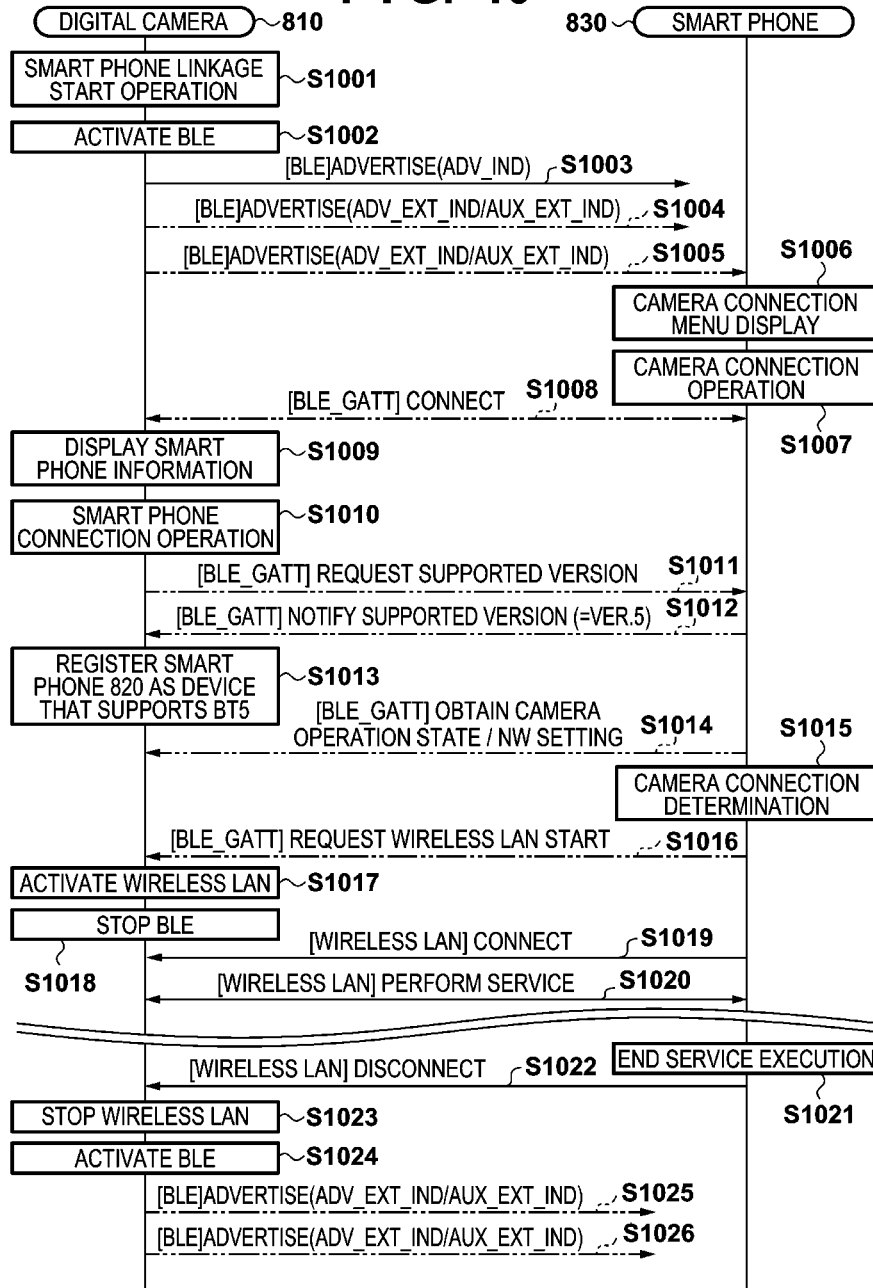 DIGITAL CAMERA 810 830 SMART PHONE
SMART PHONE LINKAGE
START OPERATION S1001
ACTIVATE BLE S1002
[BLE]ADVERTISE(ADV_IND) S1003
[BLE]ADVERTISE(ADV_EXT_IND/AUX_EXT_IND) S1004
[BLE]ADVERTISE(ADV_EXT_IND/AUX_EXT_IND) S1005
S1006
CAMERA CONNECTION
MENU DISPLAY
CAMERA CONNECTION
OPERATION
S1007
[BLE_GATT] CONNECT S1008
DISPLAY SMART
PHONE INFORMATION S1009
SMART PHONE
CONNECTION OPERATION S1010
[BLE_GATT] REQUEST SUPPORTED VERSION S1011
[BLE_GATT] NOTIFY SUPPORTED VERSION (=VER.5) S1012
REGISTER SMART
PHONE 820 AS DEVICE
THAT SUPPORTS BT5 S1013
[BLE_GATT] OBTAIN CAMERA
OPERATION STATE / NW SETTING S1014
S1015
CAMERA CONNECTION
DETERMINATION
[BLE_GATT] REQUEST WIRELESS LAN START S1016
ACTIVATE WIRELESS LAN S1017
STOP BLE
S1018
[WIRELESS LAN] CONNECT S1019
[WIRELESS LAN] PERFORM SERVICE S1020
END SERVICE EXECUTION
S1021
[WIRELESS LAN] DISCONNECT S1022
STOP WIRELESS LAN S1023
ACTIVATE BLE S1024
[BLE]ADVERTISE(ADV_EXT_IND/AUX_EXT_IND) S1025
[BLE]ADVERTISE(ADV_EXT_IND/AUX_EXT_IND) S1026